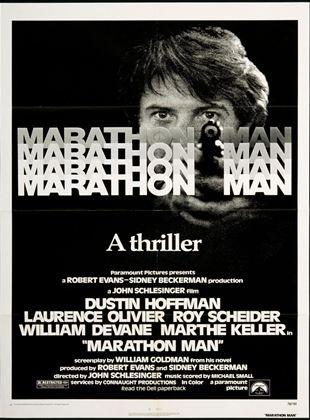 MARATHON MAN
MARATHON MAN
MARATHON MAN
MARATHON MAN
A thriller
Paramount Pictures presents
a ROBERT EVANS - SIDNEY BECKERMAN production
a JOHN SCHLESINGER film
DUSTIN HOFFMAN
LAURENCE OLIVIER ROY SCHEIDER
WILLIAM DEVANE MARTHE KELLER in
"MARATHON MAN"
screenplay by WILLIAM GOLDMAN from his novel
produced by ROBERT EVANS and SIDNEY BECKERMAN
directed by JOHN SCHLESINGER music scored by MICHAEL SMALL
services by CONNAUGHT PRODUCTIONS In Color a paramount picture
R RESTRICTED
Read the Dell paperback
"MARATHON MAN"